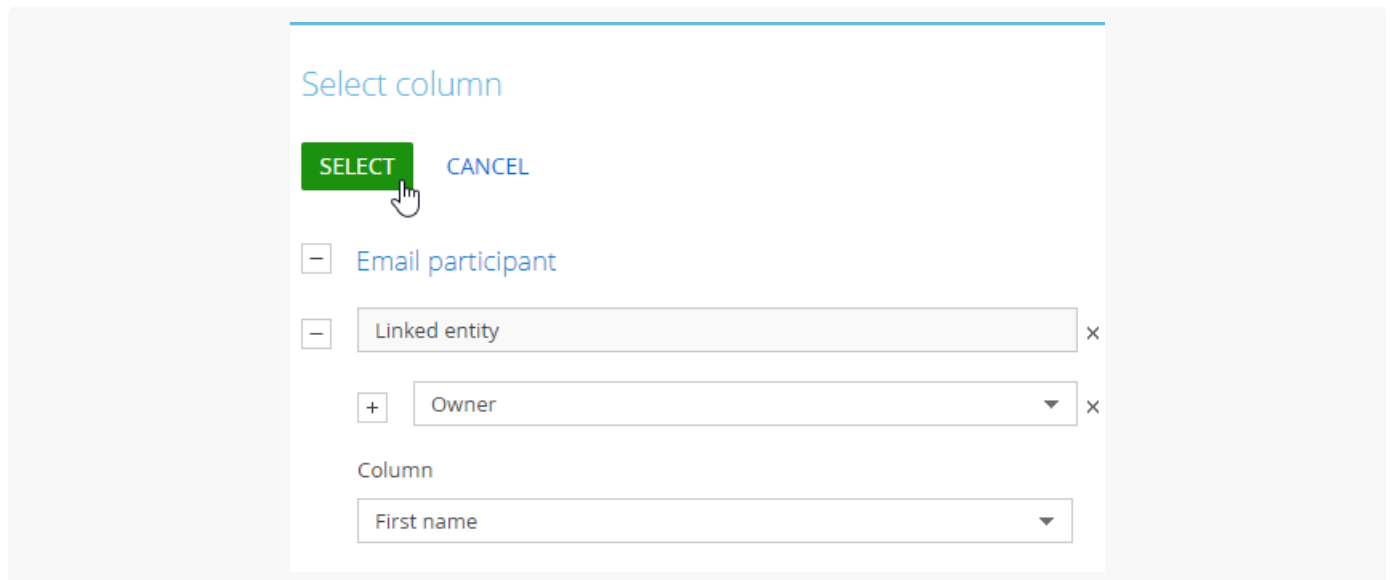 Select column
SELECT CANCEL
Email participant
Linked entity
Owner
Column
First name